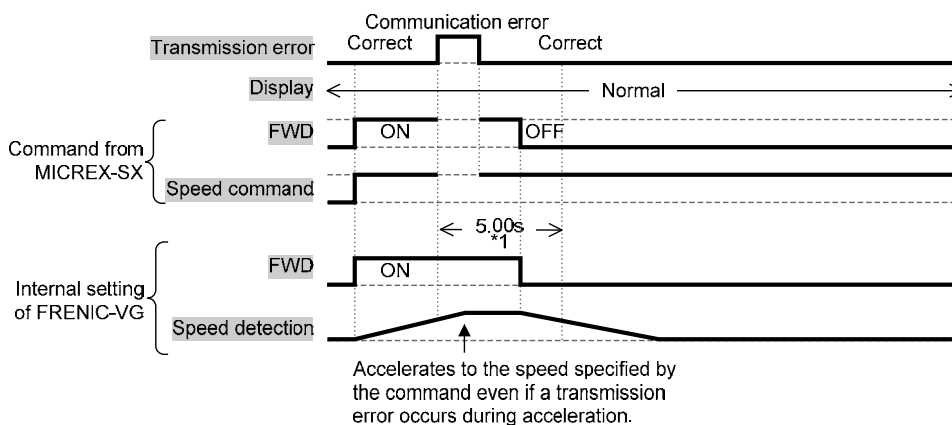 Communication error
Transmission error
Correct
Correct
Display
Normal
Command from
MICREX-SX
FWD
ON
OFF
Speed command
5.00s
*1
Internal setting
of FRENIC-VG
FWD
ON
Speed detection
Accelerates to the speed specified by
the command even if a transmission
error occurs during acceleration.